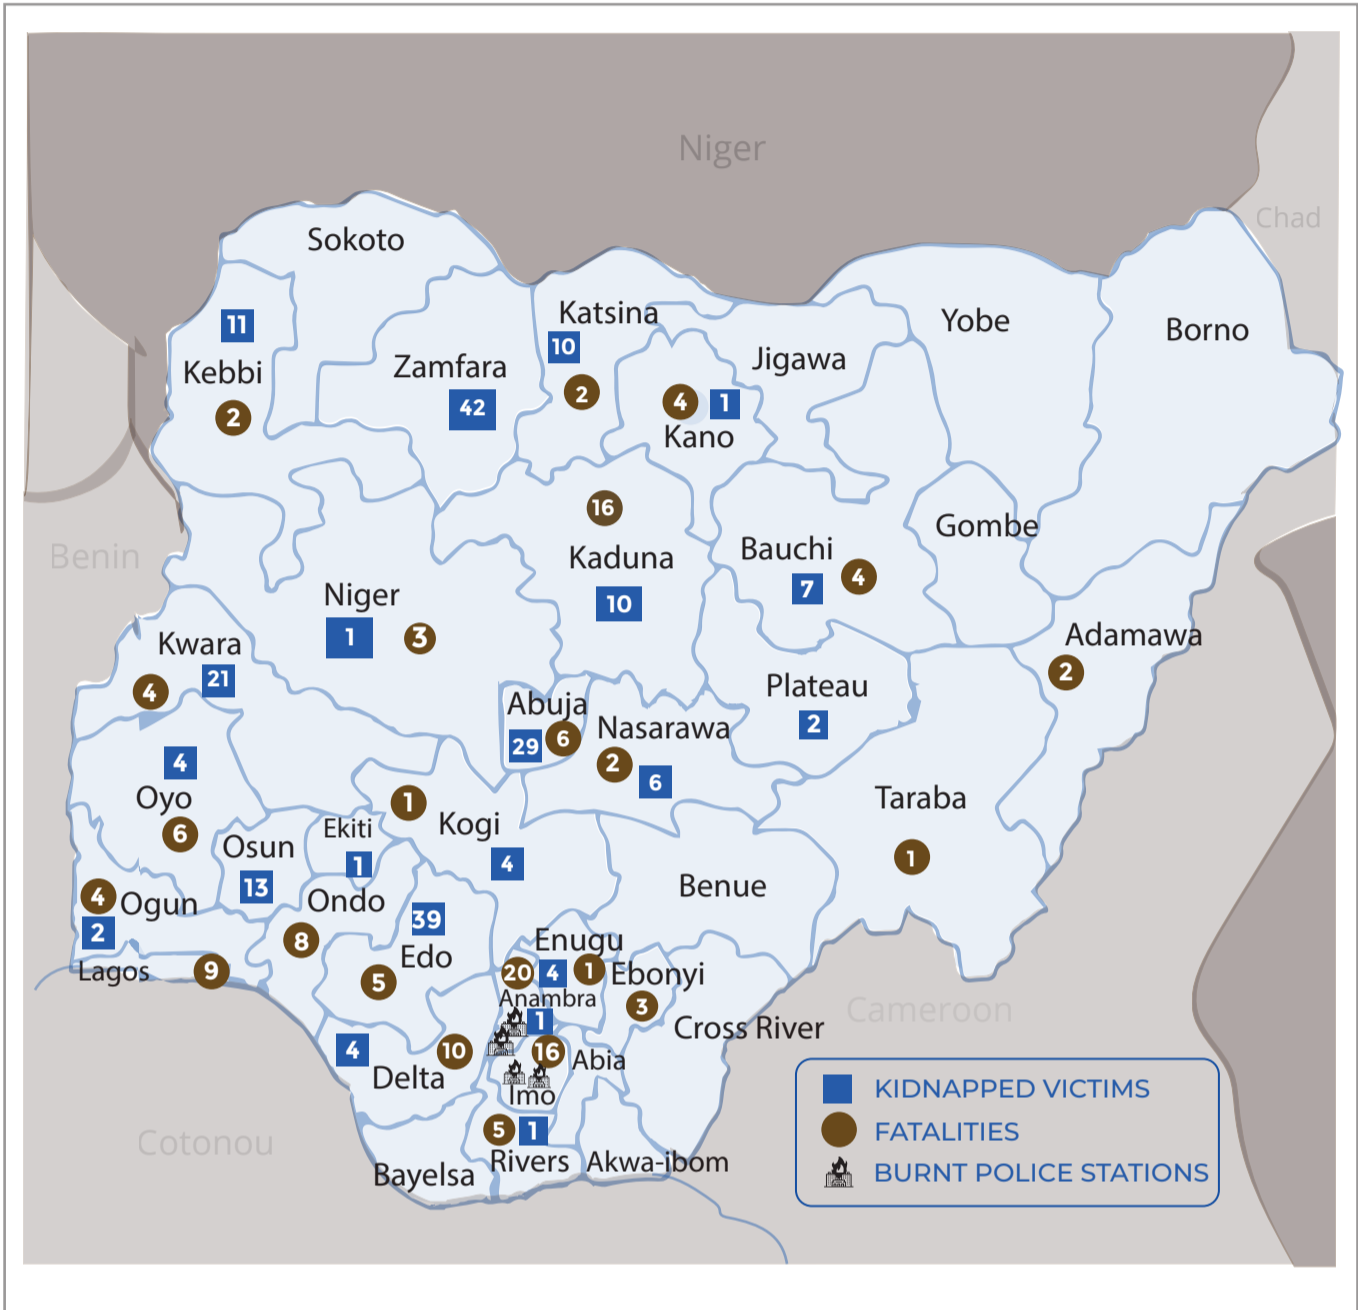 Niger
Chad
Sokoto
11
Kebbi
2
Zamfara
42
Katsina
10
2
4
1
Kano
Jigawa
Yobe
Borno
Benin
16
Kaduna
10
Bauchi
7
4
Gombe
Adamawa
2
Niger
1
3
Kwara
4
21
Abuja
29
6
Nasarawa
2
6
Plateau
2
Taraba
1
4
Oyo
6
Osun
13
Ekiti
1
1
Kogi
4
Benue
4
Ogun
2
Lagos
9
Ondo
8
39
Edo
5
Enugu
20
4
1
Ebonyi
3
Anambra
1
16
Abia
Imo
Cross River
Cameroon
4
10
Delta
5
1
Rivers
Bayelsa
Akwa-ibom
Cotonou
KIDNAPPED VICTIMS
FATALITIES
BURNT POLICE STATIONS